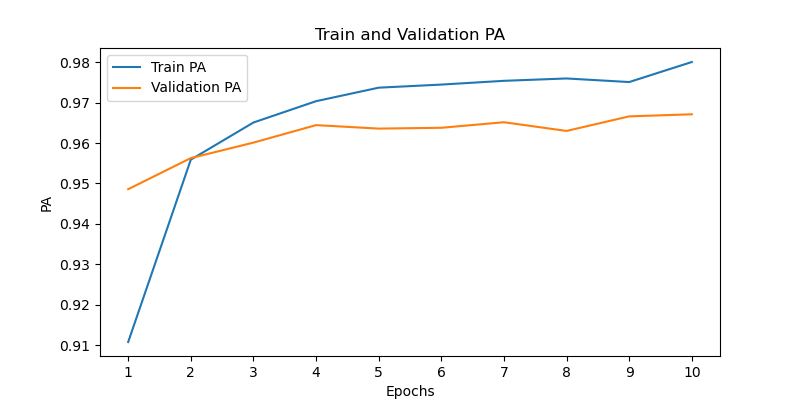 Train and Validation PA
Train PA
Validation PA
0.98
0.97
0.96
0.95
0.94
0.93
0.92
0.91
PA
1 2 3 4 5 6 7 8 9 10
Epochs